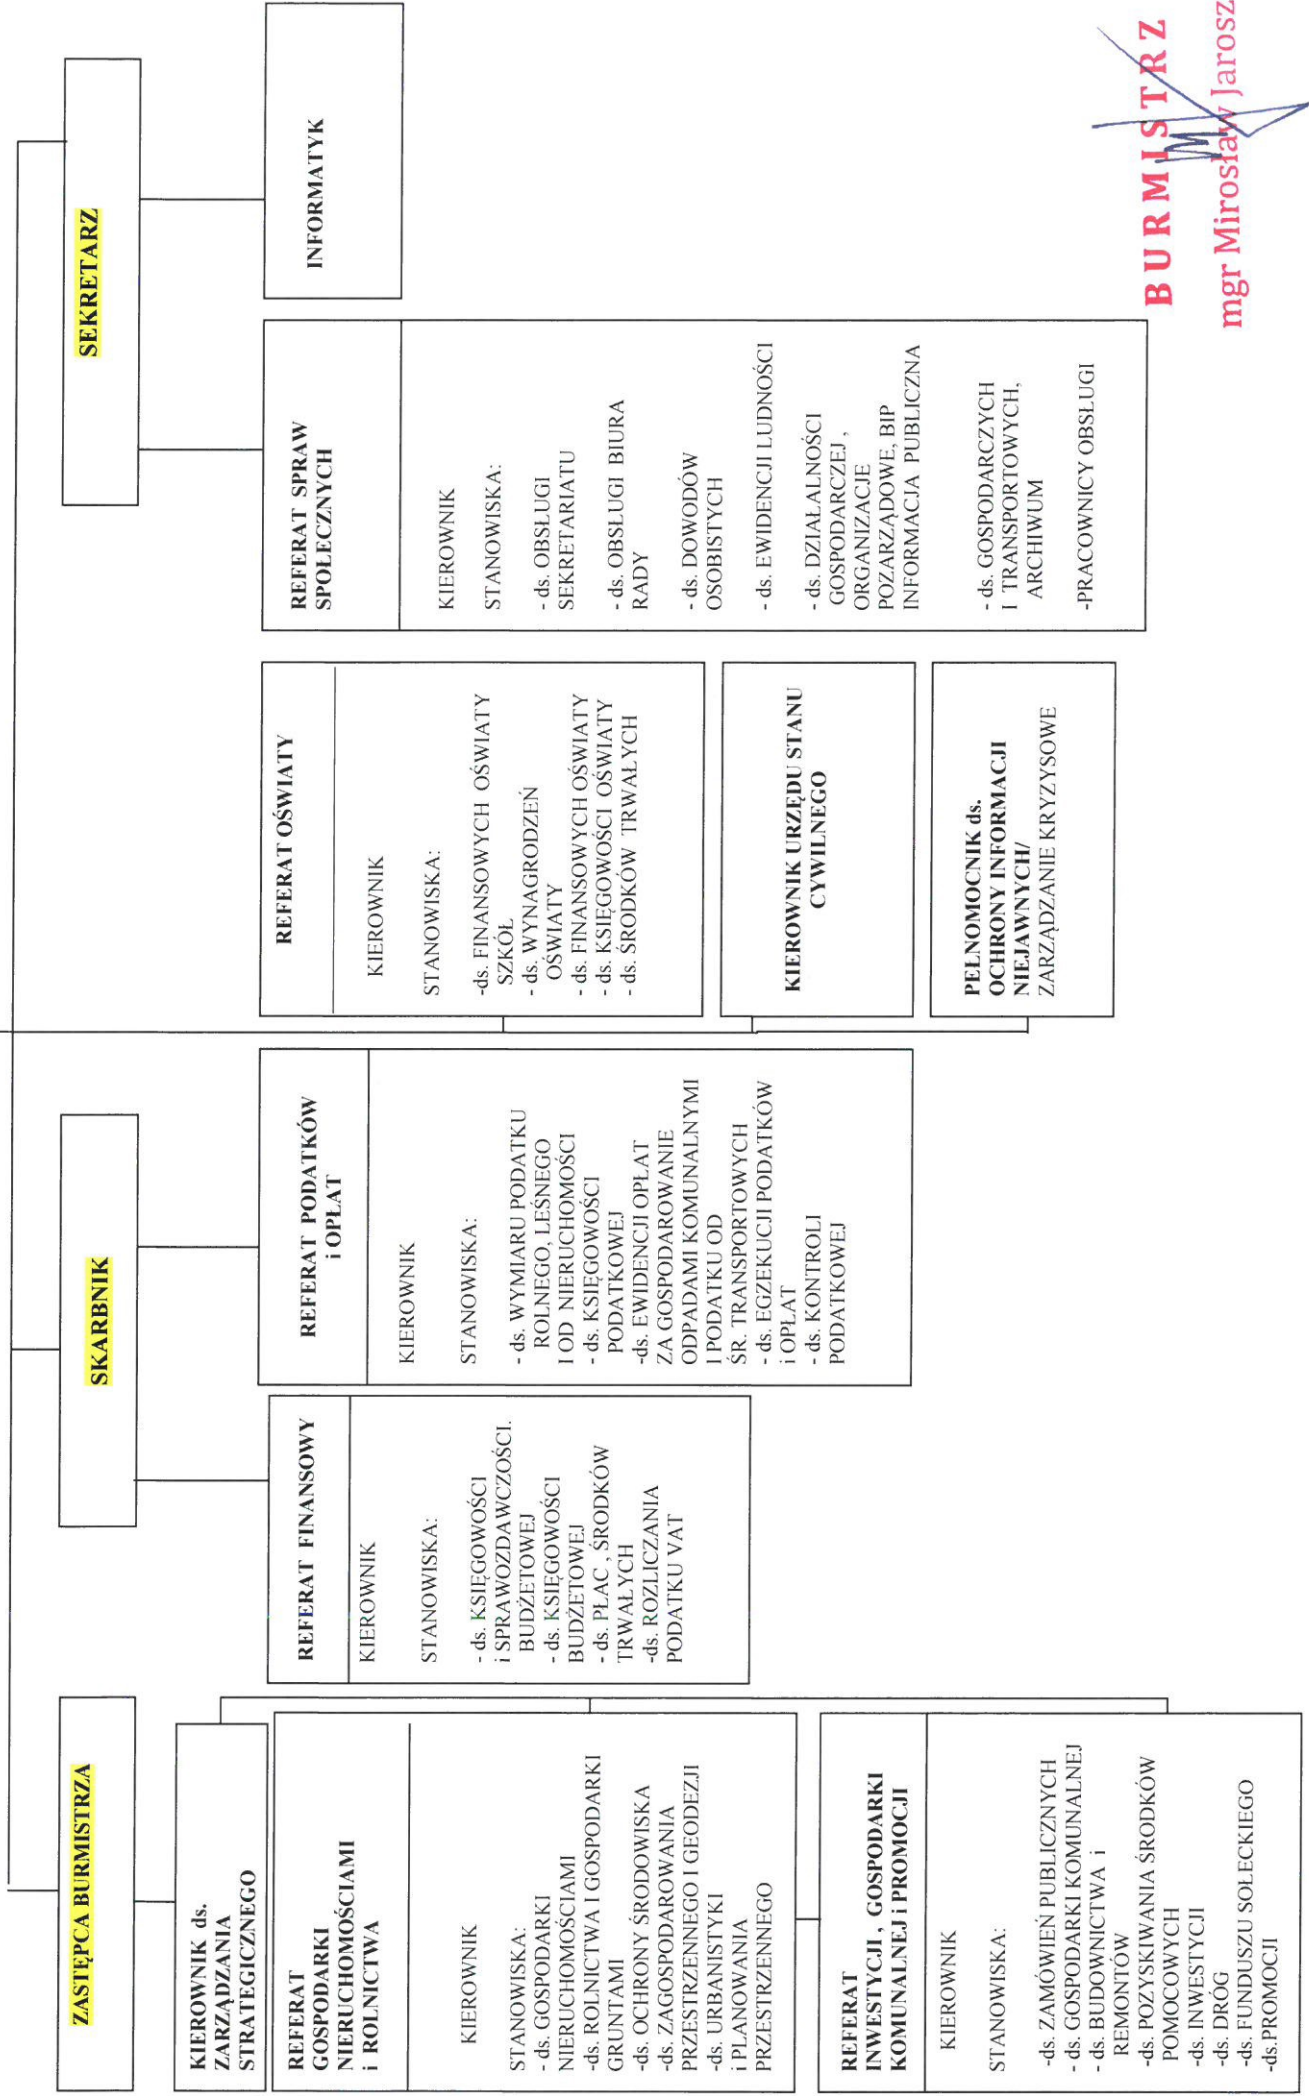 ZASTĘPCA BURMISTRZA
KIEROWNIK ds.
ZARZĄDZANIA
STRATEGICZNEGO
REFERAT
GOSPODARKI
NIERUCHOMOŚCIAMI
i ROLNICTWA
KIEROWNIK
STANOWISKA:
- ds. GOSPODARKI
NIERUCHOMOŚCIAMI
-ds. ROLNICTWA I GOSPODARKI
GRUNTAMI
-ds. OCHRONY ŚRODOWISKA
-ds. ZAGOSPODAROWANIA
PRZESTRZENNEGO I GEODEZJI
-ds. URBANISTYKI
i PLANOWANIA
PRZESTRZENNEGO
REFERAT
INWESTYCJI , GOSPODARKI
KOMUNALNEJ i PROMOCJI
KIEROWNIK
STANOWISKA:
-ds. ZAMÓWIEŃ PUBLICZNYCH
- ds. GOSPODARKI KOMUNALNEJ
- ds. BUDOWNICTWA i
REMONTÓW
-ds. POZYSKIWANIA ŚRODKÓW
POMOCOWYCH
-ds. INWESTYCJI
-ds. DRÓG
-ds. FUNDUSZU SOŁECKIEGO
-ds.PROMOCJI
SKARBNIK
REFERAT FINANSOWY
KIEROWNIK
STANOWISKA:
- ds. KSIĘGOWOŚCI
i SPRAWOZDAWCZOŚCI.
BUDŻETOWEJ
- ds. KSIĘGOWOŚCI
BUDŻETOWEJ
- ds. PŁAC , ŚRODKÓW
TRWAŁYCH
-ds. ROZLICZANIA
PODATKU VAT
REFERAT PODATKÓW
i OPŁAT
KIEROWNIK
STANOWISKA:
- ds. WYMIARU PODATKU
ROLNEGO, LEŚNEGO
I OD NIERUCHOMOŚCI
- ds. KSIĘGOWOŚCI
PODATKOWEJ
-ds. EWIDENCJI OPŁAT
ZA GOSPODAROWANIE
ODPADAMI KOMUNALNYMI
I PODATKU OD
ŚR. TRANSPORTOWYCH
- ds. EGZEKUCJI PODATKÓW
i OPŁAT
- ds. KONTROLI
PODATKOWEJ
REFERAT OŚWIATY
KIEROWNIK
STANOWISKA:
-ds. FINANSOWYCH OŚWIATY
SZKÓŁ
- ds. WYNAGRODZEŃ
OŚWIATY
- ds. FINANSOWYCH OŚWIATY
- ds. KSIĘGOWOŚCI OŚWIATY
- ds. ŚRODKÓW TRWAŁYCH
KIEROWNIK URZĘDU STANU
CYWILNEGO
PEŁNOMOCNIK ds.
OCHRONY INFORMACJI
NIEJAWNYCH/
ZARZĄDZANIE KRYZYSOWE
SEKRETARZ
REFERAT SPRAW
SPOŁECZNYCH
KIEROWNIK
STANOWISKA:
- ds. OBSŁUGI
SEKRETARIATU
- ds. OBSŁUGI BIURA
RADY
- ds. DOWODÓW
OSOBISTYCH
- ds. EWIDENCJI LUDNOŚCI
- ds. DZIAŁALNOŚCI
GOSPODARCZEJ ,
ORGANIZACJE
POZARZĄDOWE, BIP
INFORMACJA PUBLICZNA
- ds. GOSPODARCZYCH
I TRANSPORTOWYCH,
ARCHIWUM
-PRACOWNICY OBSŁUGI
INFORMATYK
BURMISTRZ
mgr Mirosław Jarosz